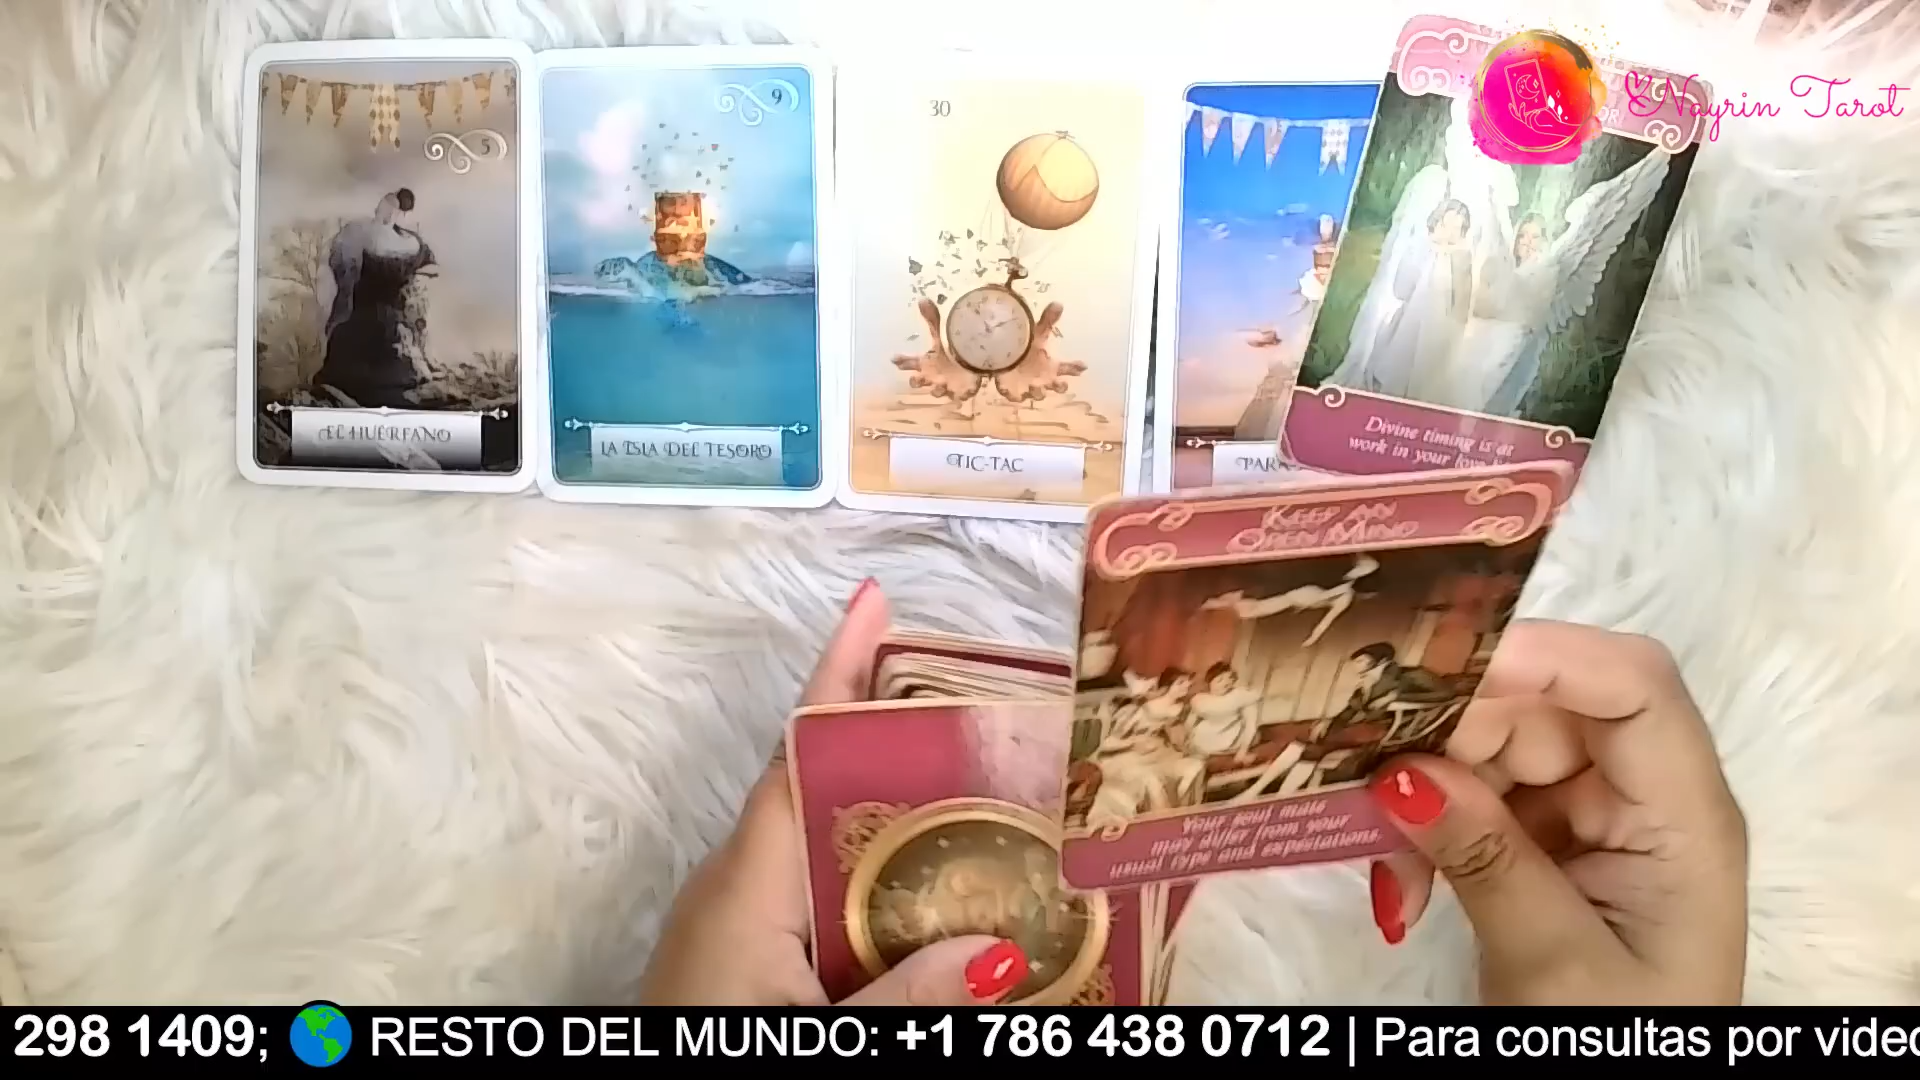 Nayrin Tarot
5
9
30
EL HUÉRFANO
LA ISLA DEL TESORO
TIC-TAC
Divine timing is at
work in your love
KEEP AN
OPEN MIND
Your soul mate
may differ from your
usual type and expectations.
298 1409; RESTO DEL MUNDO: +1 786 438 0712 | Para consultas por video